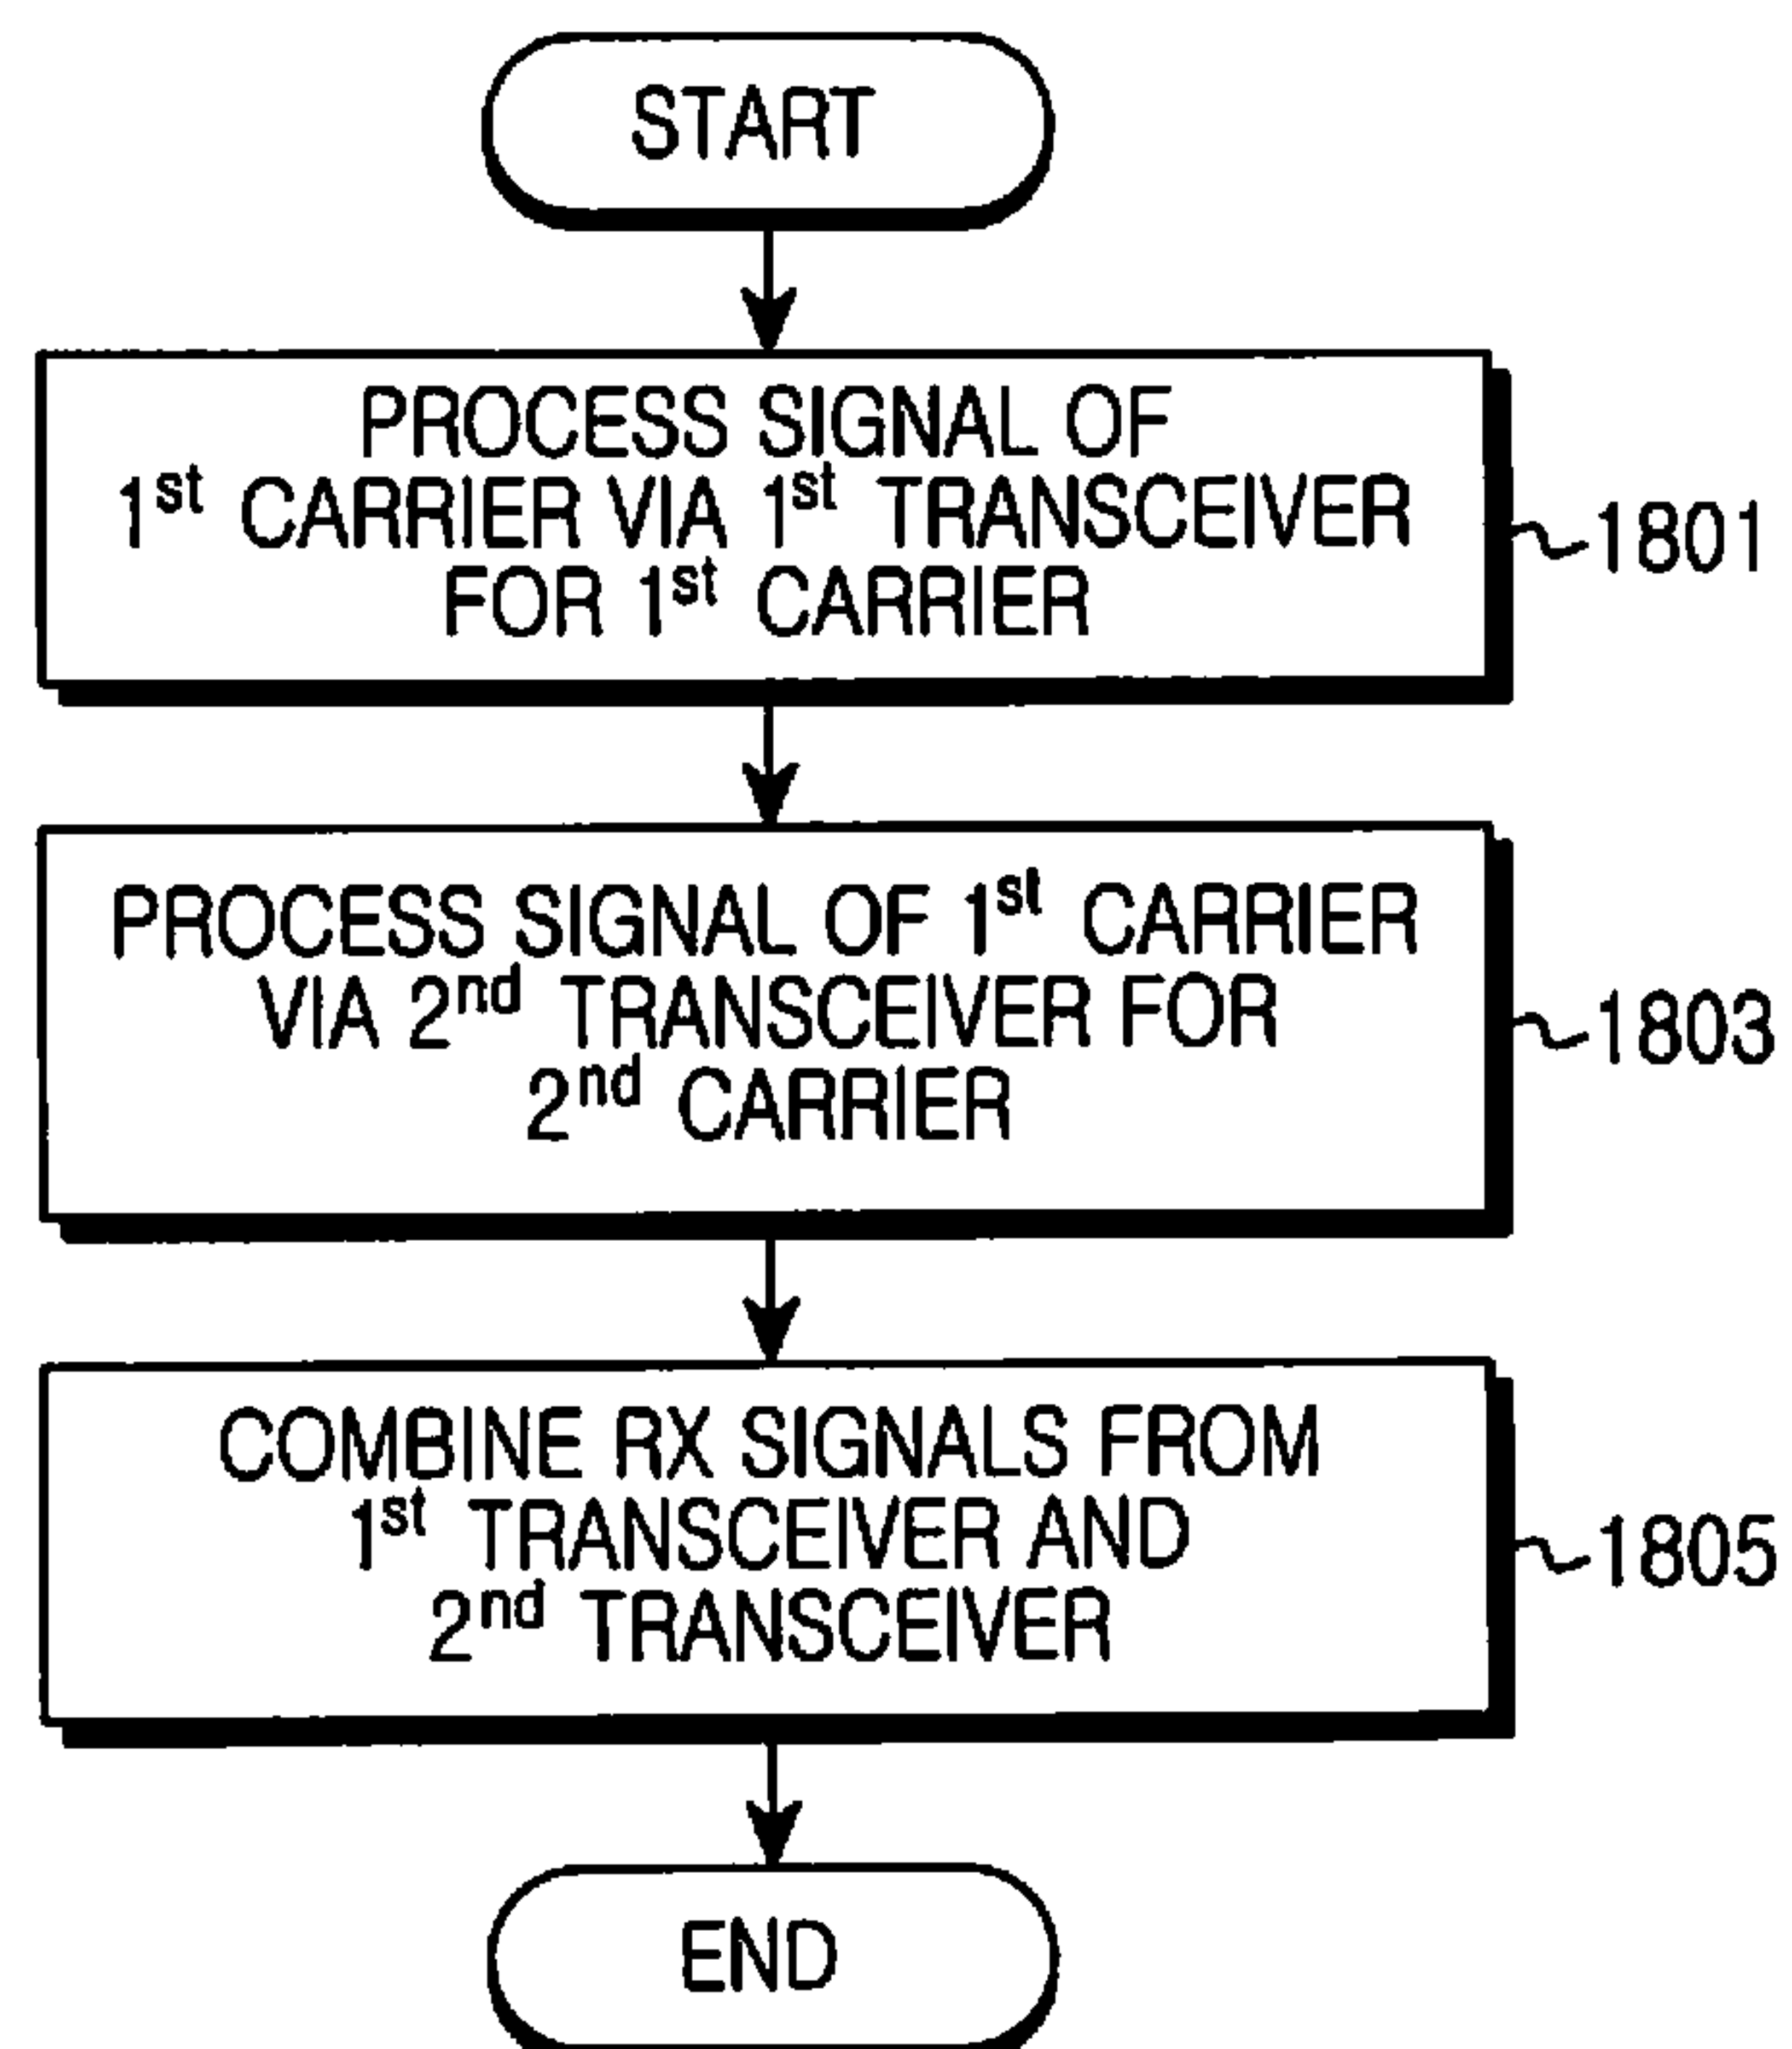 START
PROCESS SIGNAL OF
1st CARRIER VIA 1st TRANSCEIVER
FOR 1st CARRIER
1801
PROCESS SIGNAL OF 1st CARRIER
VIA 2nd TRANSCEIVER FOR
2nd CARRIER
1803
COMBINE RX SIGNALS FROM
1st TRANSCEIVER AND
2nd TRANSCEIVER
1805
END